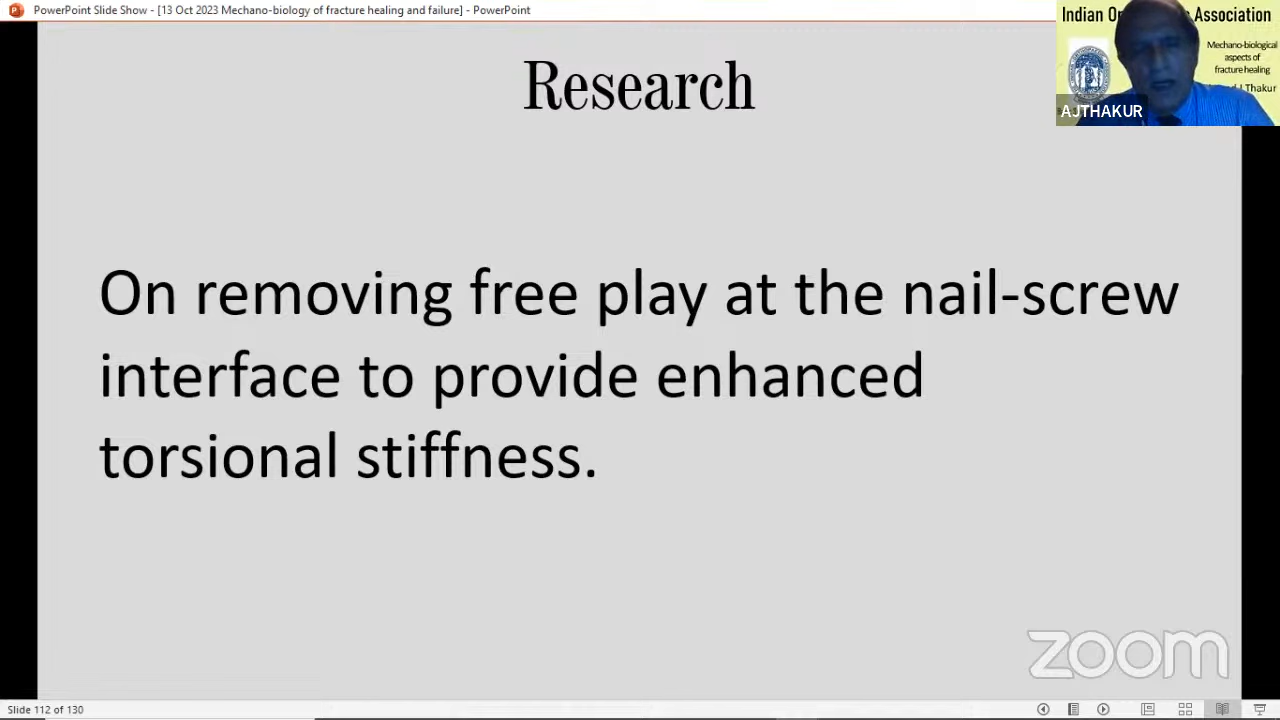 PowerPoint Slide Show - [13 Oct 2023 Mechano-biology of fracture healing and failure] - PowerPoint
Indian Association
Mechano-biological
aspects of
fracture healing
Thakur
AJTHAKUR
Research
On removing free play at the nail-screw
interface to provide enhanced
torsional stiffness.
zoom
Slide 112 of 130